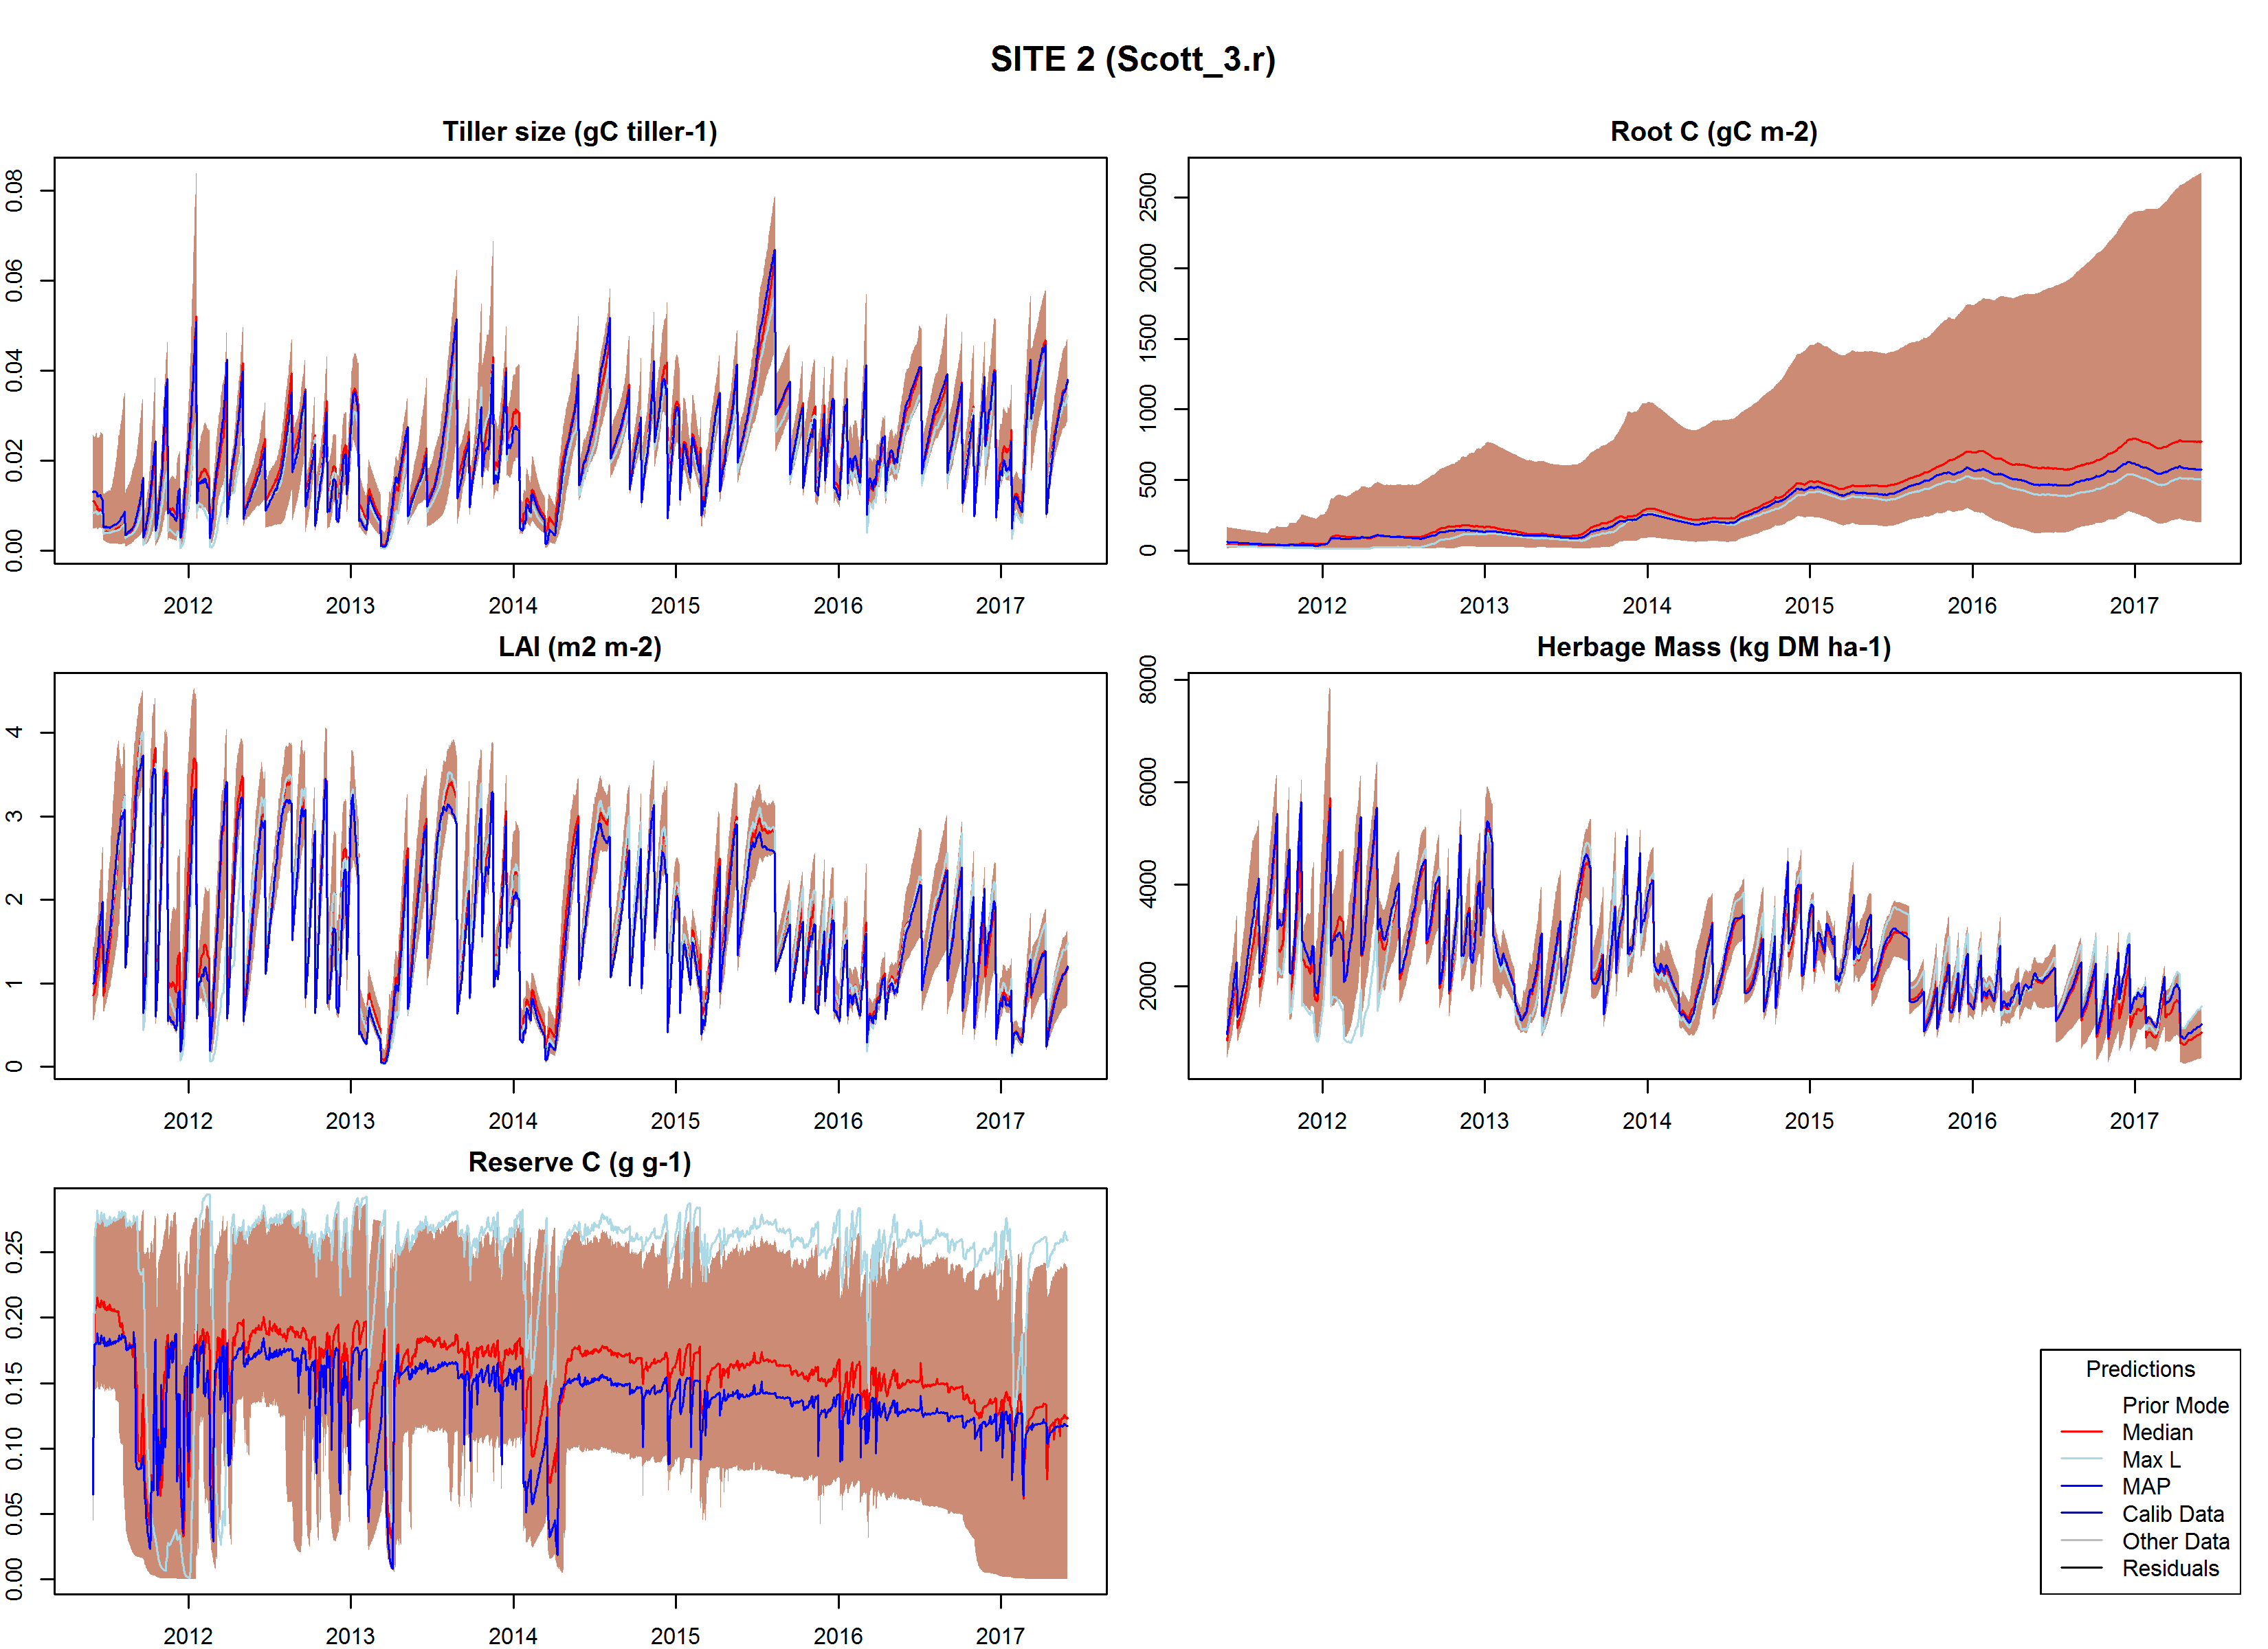 SITE 2 (Scott_3.r)
Tiller size (gC tiller-1)
0.00 0.02 0.04 0.06 0.08
2012 2013 2014 2015 2016 2017
Root C (gC m-2)
0 500 1000 1500 2000 2500
2012 2013 2014 2015 2016 2017
LAI (m2 m-2)
0 1 2 3 4
2012 2013 2014 2015 2016 2017
Herbage Mass (kg DM ha-1)
2000 4000 6000 8000
2012 2013 2014 2015 2016 2017
Reserve C (g g-1)
0.00 0.05 0.10 0.15 0.20 0.25
2012 2013 2014 2015 2016 2017
Predictions
Prior Mode
Median
Max L
MAP
Calib Data
Other Data
Residuals